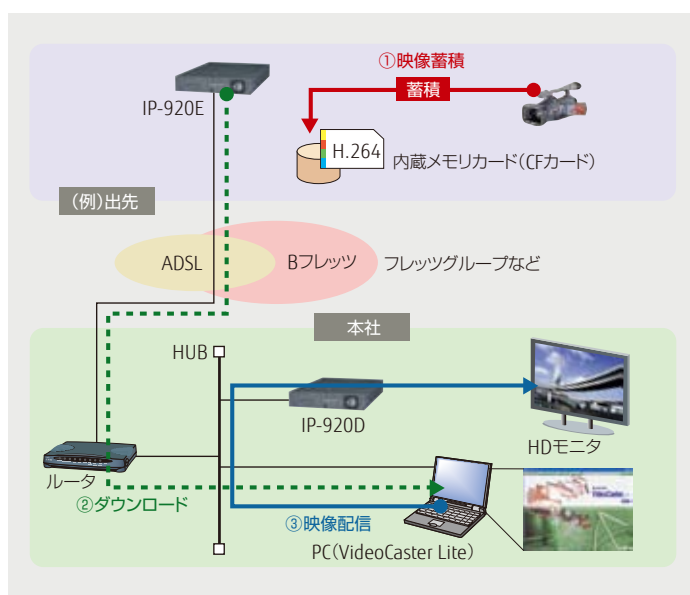 ①映像蓄積
蓄積
IP-920E
H.264
内蔵メモリカード(CFカード)
(例)出先
ADSL
Bフレッツ
フレッツグループなど
本社
HUB
IP-920D
HDモニタ
ルータ
②ダウンロード
③映像配信
PC(VideoCaster Lite)